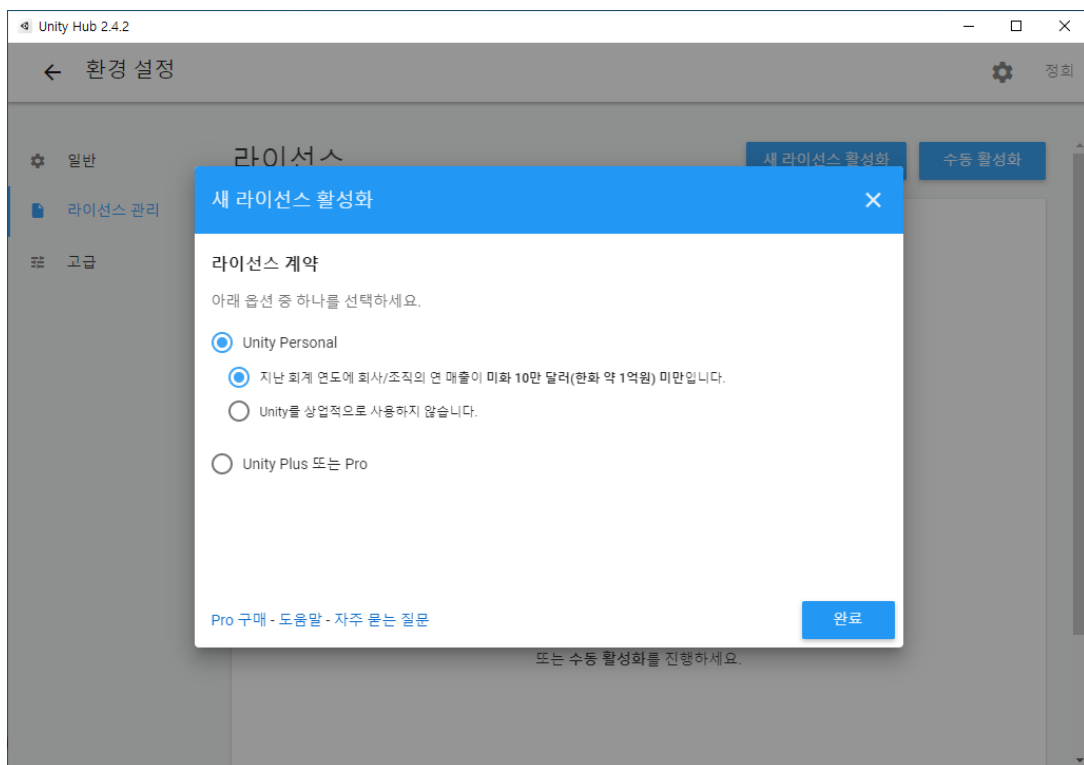 Unity Hub 2.4.2
환경 설정
정희
일반
라이선스 관리
고급
라이선스
새 라이선스 활성화
수동 활성화
새 라이선스 활성화
라이선스 계약
아래 옵션 중 하나를 선택하세요.
Unity Personal
지난 회계 연도에 회사/조직의 연 매출이 미화 10만 달러(한화 약 1억원) 미만입니다.
Unity를 상업적으로 사용하지 않습니다.
Unity Plus 또는 Pro
Pro 구매 - 도움말 - 자주 묻는 질문
완료
또는 수동 활성화를 진행하세요.